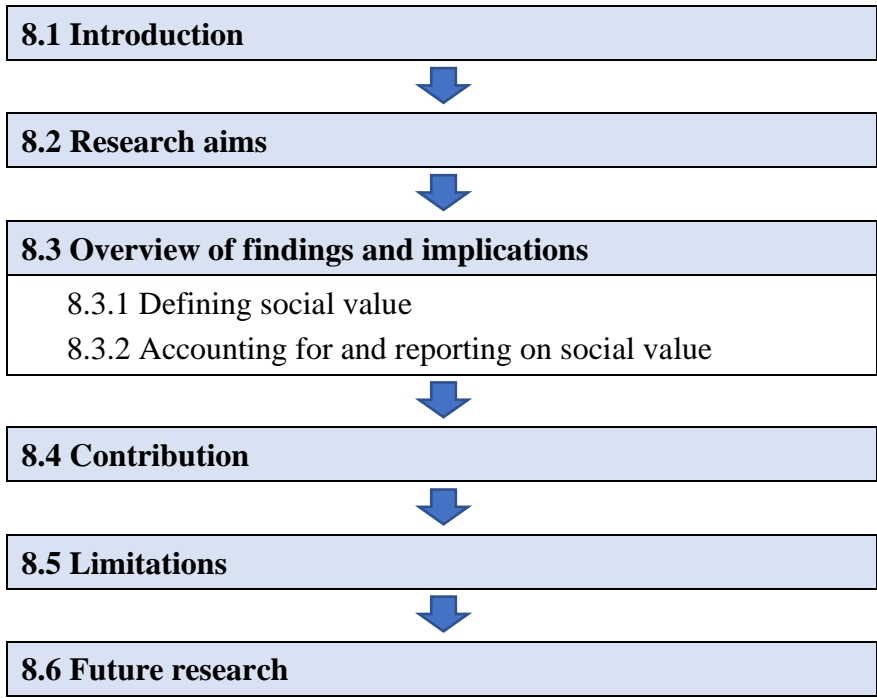 8.1 Introduction
8.2 Research aims
8.3 Overview of findings and implications
8.3.1 Defining social value
8.3.2 Accounting for and reporting on social value
8.4 Contribution
8.5 Limitations
8.6 Future research